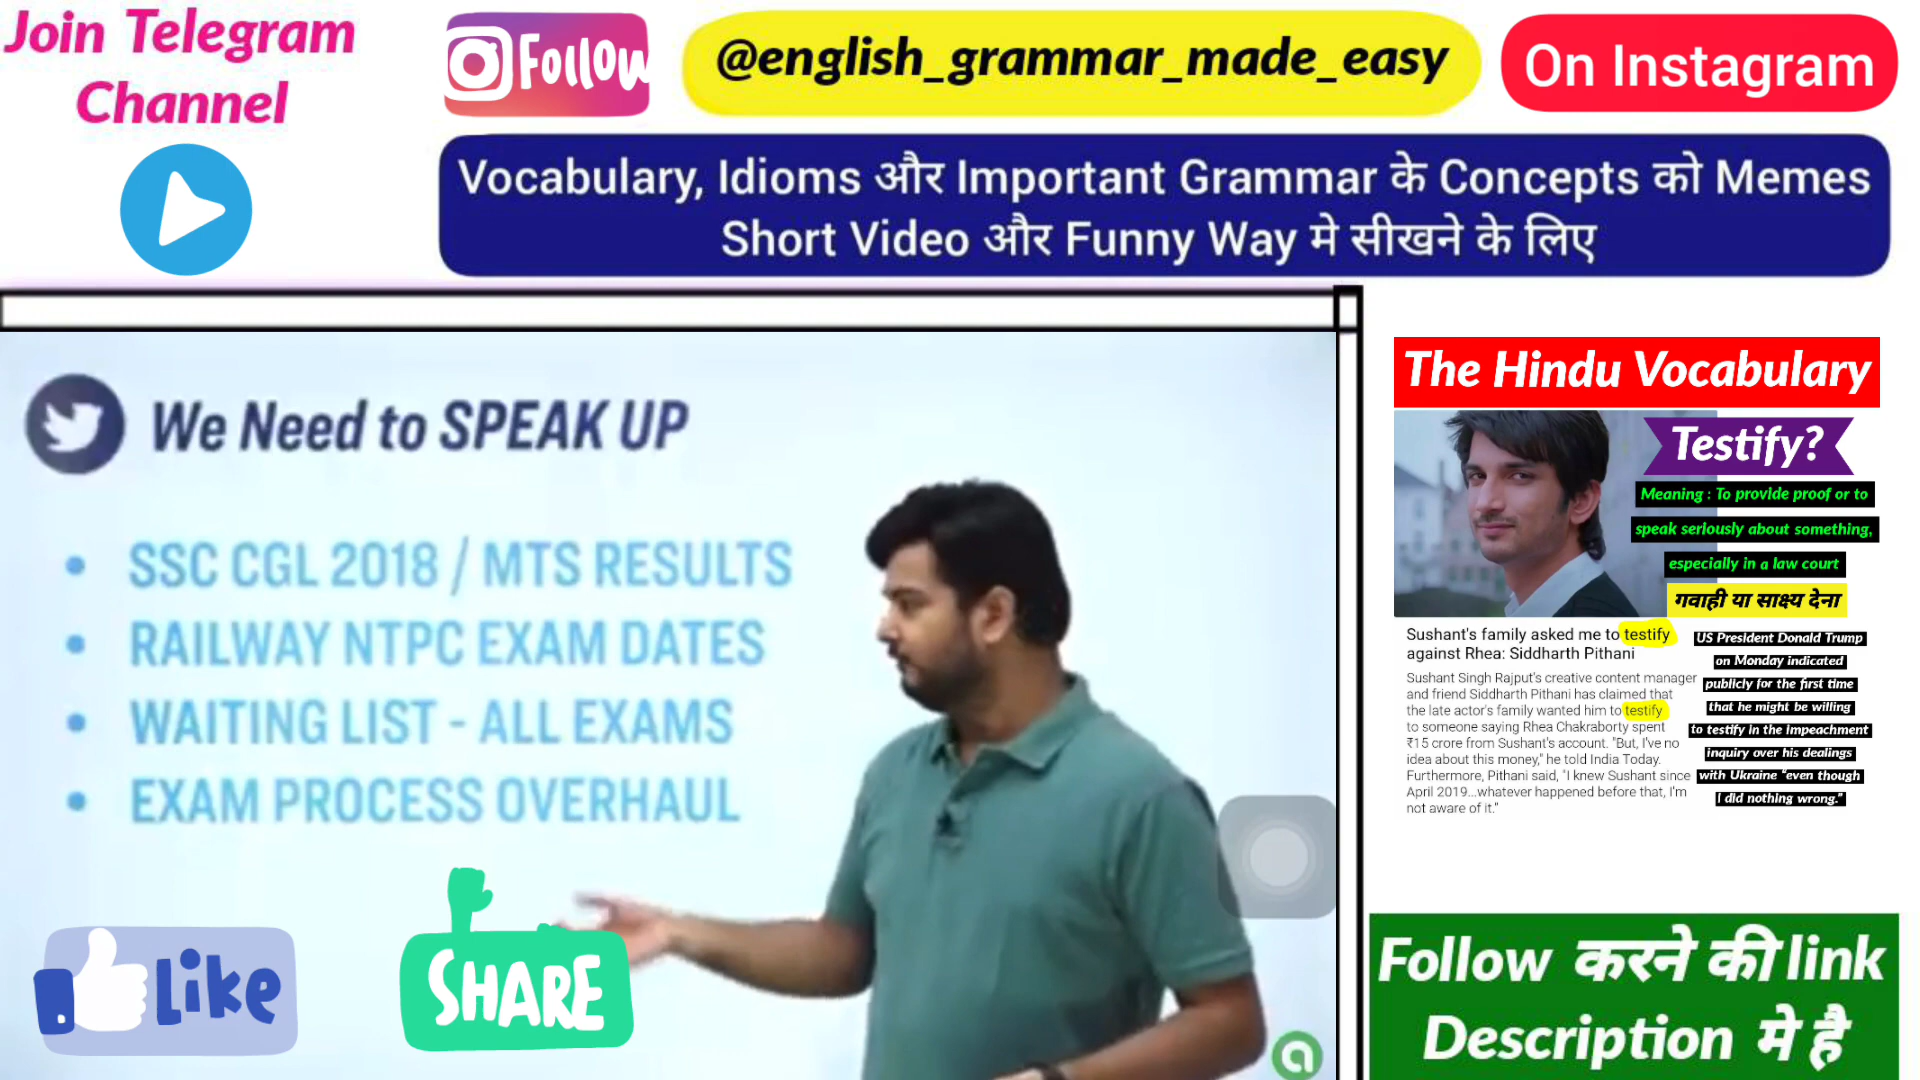 Join Telegram
Channel
Follow
@english_grammar_made_easy
On Instagram
Vocabulary, Idioms और Important Grammar के Concepts को Memes
Short Video और Funny Way मे सीखने के लिए
We Need to SPEAK UP
• SSC CGL 2018 / MTS RESULTS
• RAILWAY NTPC EXAM DATES
• WAITING LIST - ALL EXAMS
• EXAM PROCESS OVERHAUL
Like
SHARE
a
The Hindu Vocabulary
Testify?
Meaning : To provide proof or to
speak seriously about something,
especially in a law court
गवाही या साक्ष्य देना
Sushant's family asked me to testify
against Rhea: Siddharth Pithani
Sushant Singh Rajput's creative content manager
and friend Siddharth Pithani has claimed that
the late actor's family wanted him to testify
to someone saying Rhea Chakraborty spent
₹15 crore from Sushant's account. "But, I've no
idea about this money," he told India Today.
Furthermore, Pithani said, "I knew Sushant since
April 2019...whatever happened before that, I'm
not aware of it."
US President Donald Trump
on Monday indicated
publicly for the first time
that he might be willing
to testify in the impeachment
inquiry over his dealings
with Ukraine "even though
I did nothing wrong."
Follow करने की link
Description मे है